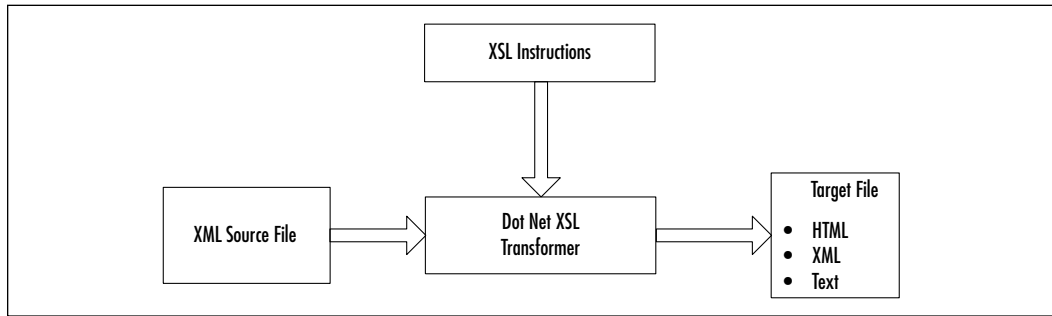 XSL Instructions
XML Source File
Dot Net XSL
Transformer
Target File
• HTML
• XML
• Text